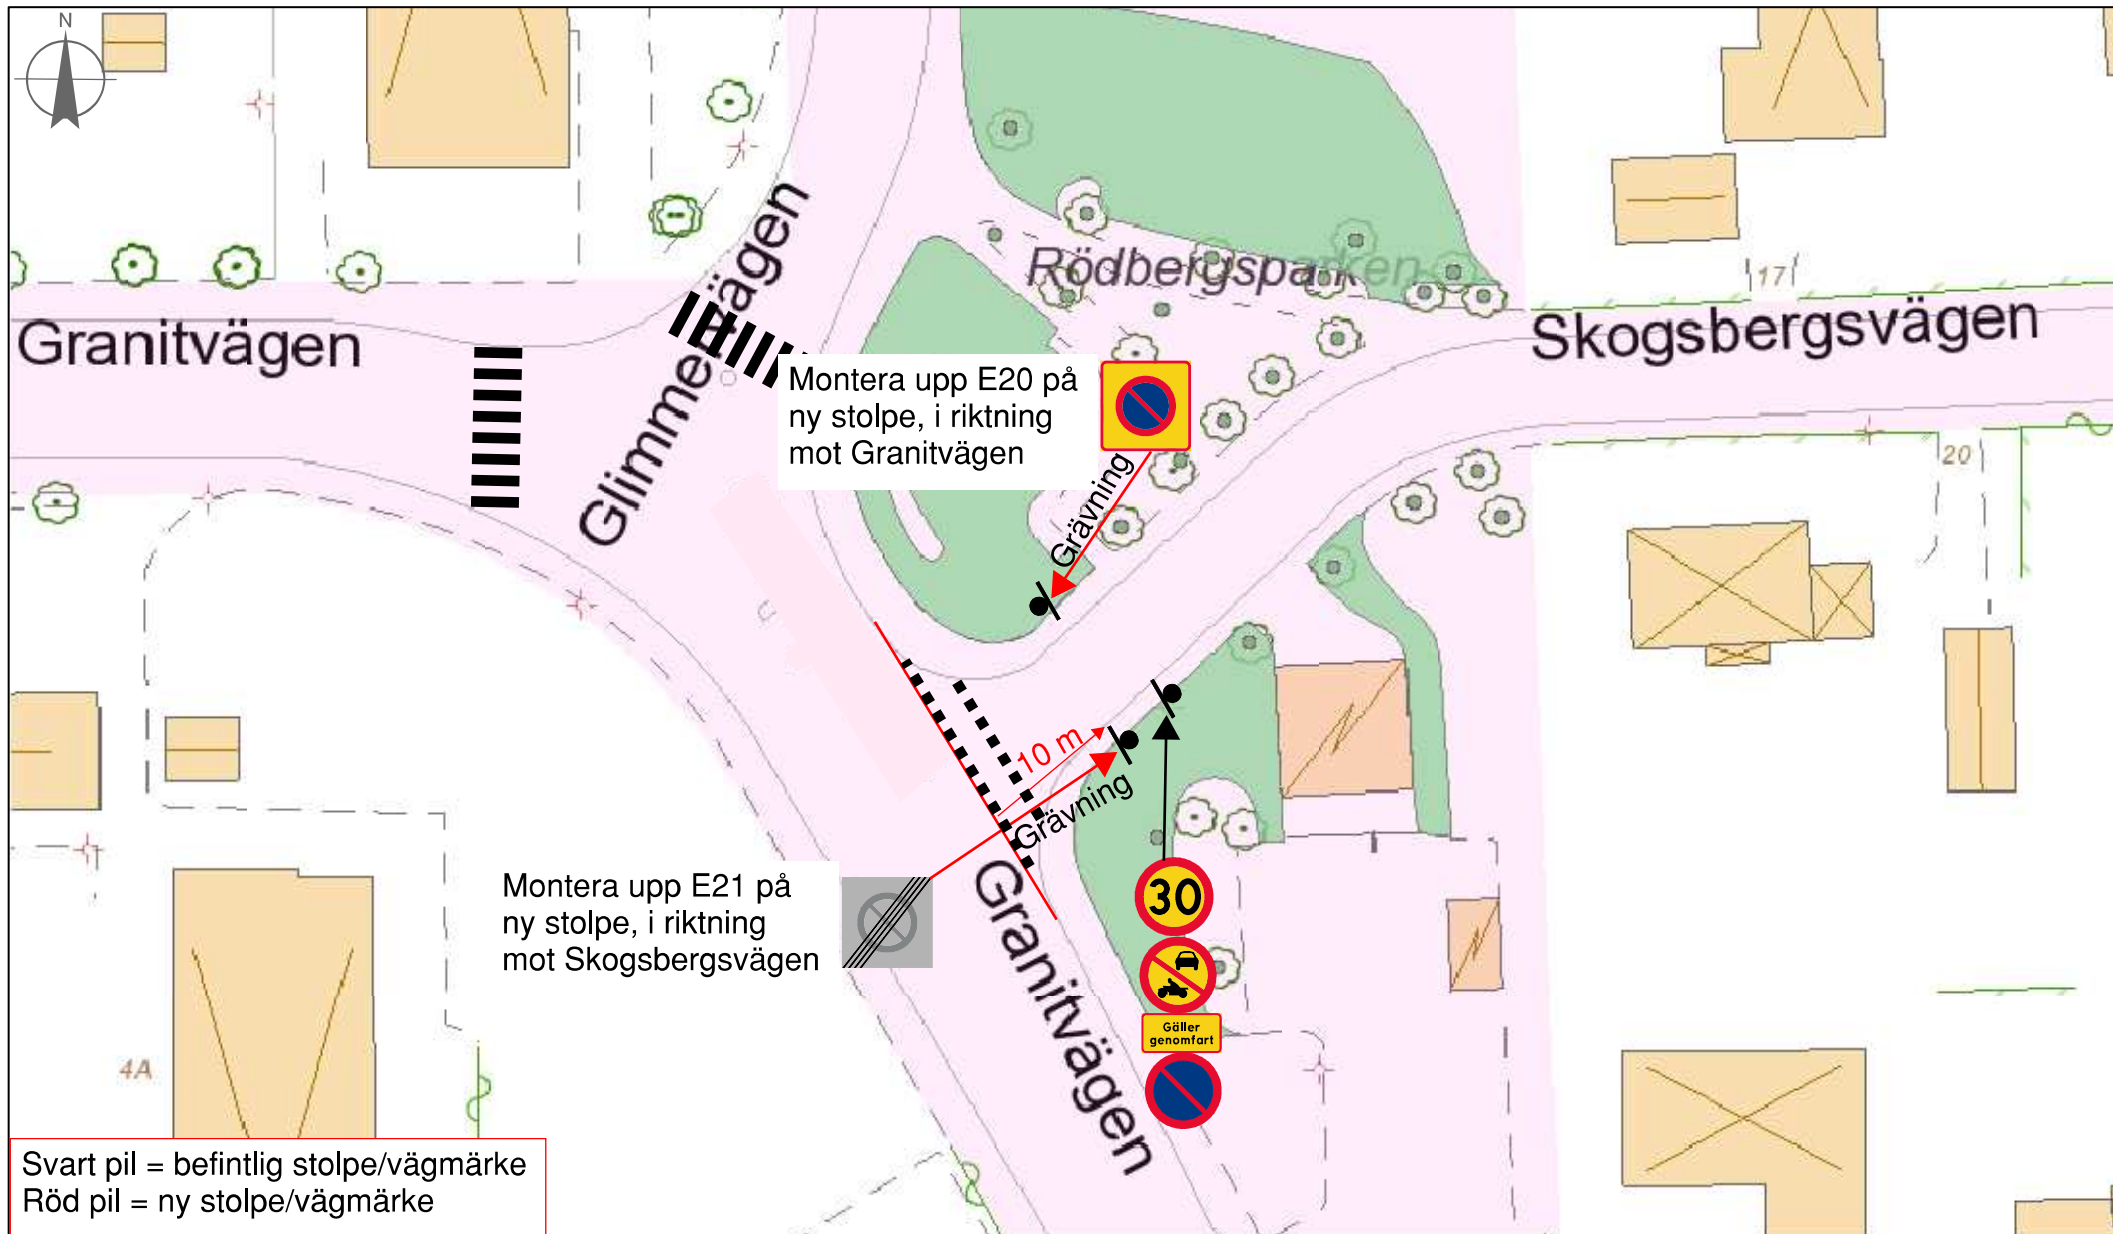 N
Granitvägen
Glimmervägen
Rödbergsparken
17
Skogsbergsvägen
Montera upp E20 på
ny stolpe, i riktning
mot Granitvägen
Grävning
20
10 m
Grävning
Montera upp E21 på
ny stolpe, i riktning
mot Skogsbergsvägen
30
Gäller
genomfart
Granitvägen
4A
Svart pil = befintlig stolpe/vägmärke
Röd pil = ny stolpe/vägmärke